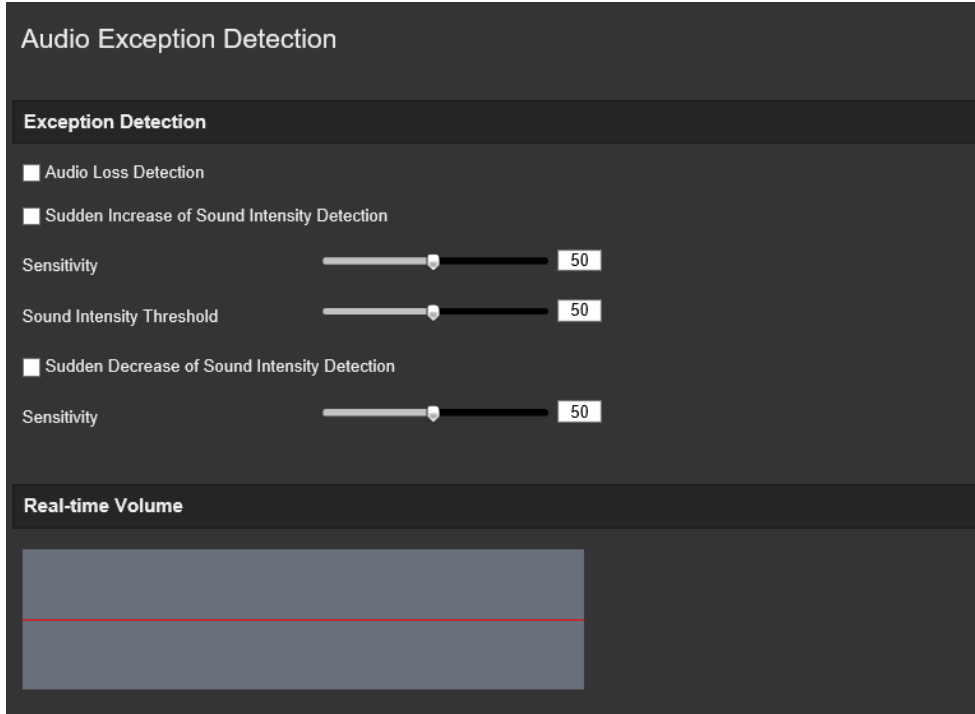 Audio Exception Detection
Exception Detection
Audio Loss Detection
Sudden Increase of Sound Intensity Detection
Sensitivity 50
Sound Intensity Threshold 50
Sudden Decrease of Sound Intensity Detection
Sensitivity 50
Real-time Volume